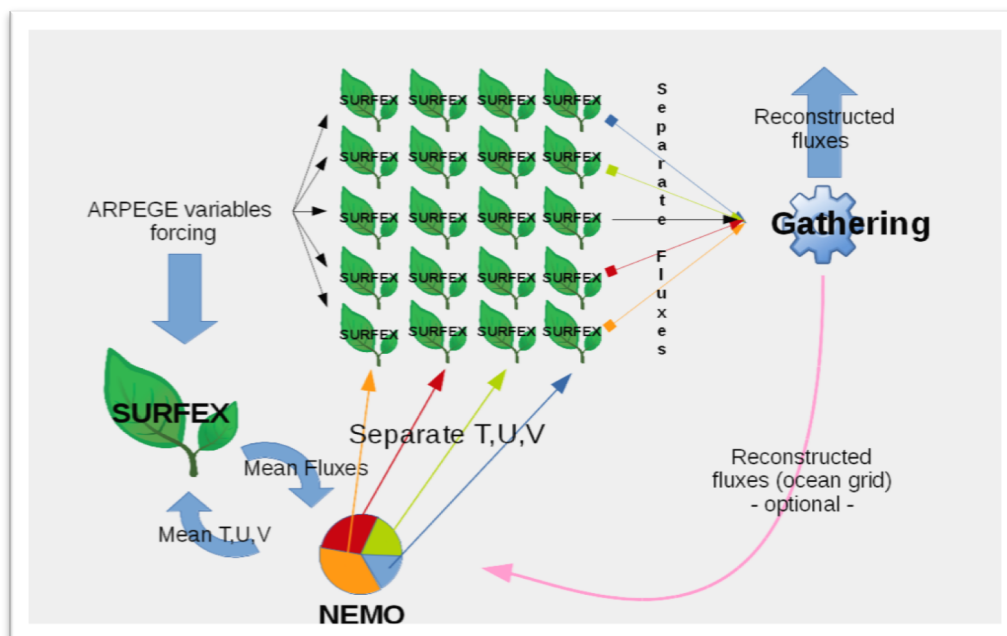 SURFEX SURFEX SURFEX SURFEX
SURFEX SURFEX SURFEX SURFEX
SURFEX SURFEX SURFEX SURFEX
SURFEX SURFEX SURFEX SURFEX
SURFEX SURFEX SURFEX SURFEX
Separate Fluxes
Reconstructed
fluxes
Gathering
ARPEGE variables
forcing
SURFEX
Mean Fluxes
Mean T,U,V
Separate T,U,V
NEMO
Reconstructed
fluxes (ocean grid)
- optional -